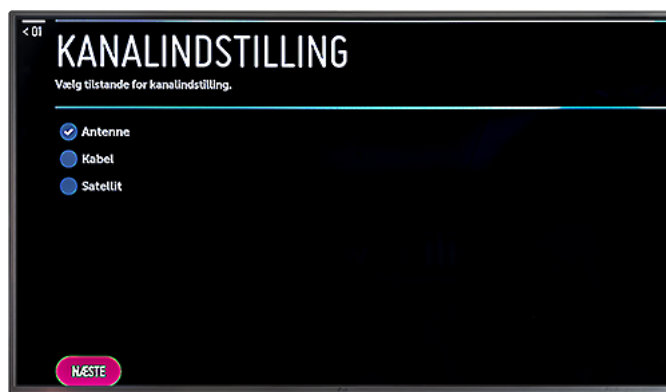 < 01
KANALINDSTILLING
Vælg tilstande for kanalindstilling.
Antenne
Kabel
Satellit
NÆSTE